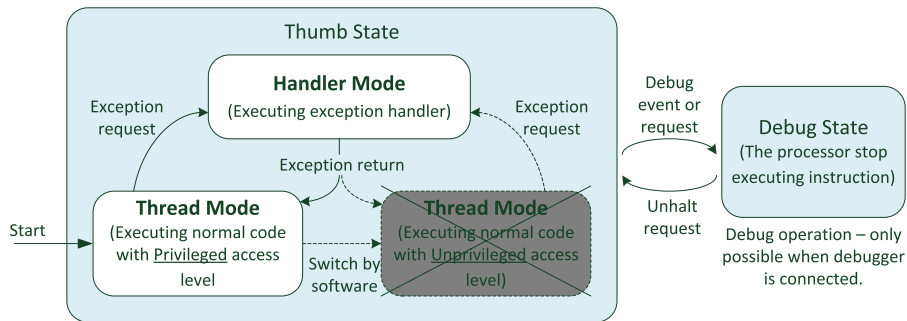 Thumb State
Handler Mode
(Executing exception handler)
Exception
request
Exception
request
Exception return
Thread Mode
(Executing normal code
with Privileged access
level
Thread Mode
(Executing normal code
with Unprivileged access
level)
Start
Switch by
software
Debug
event or
request
Unhalt
request
Debug State
(The processor stop
executing instruction)
Debug operation – only
possible when debugger
is connected.